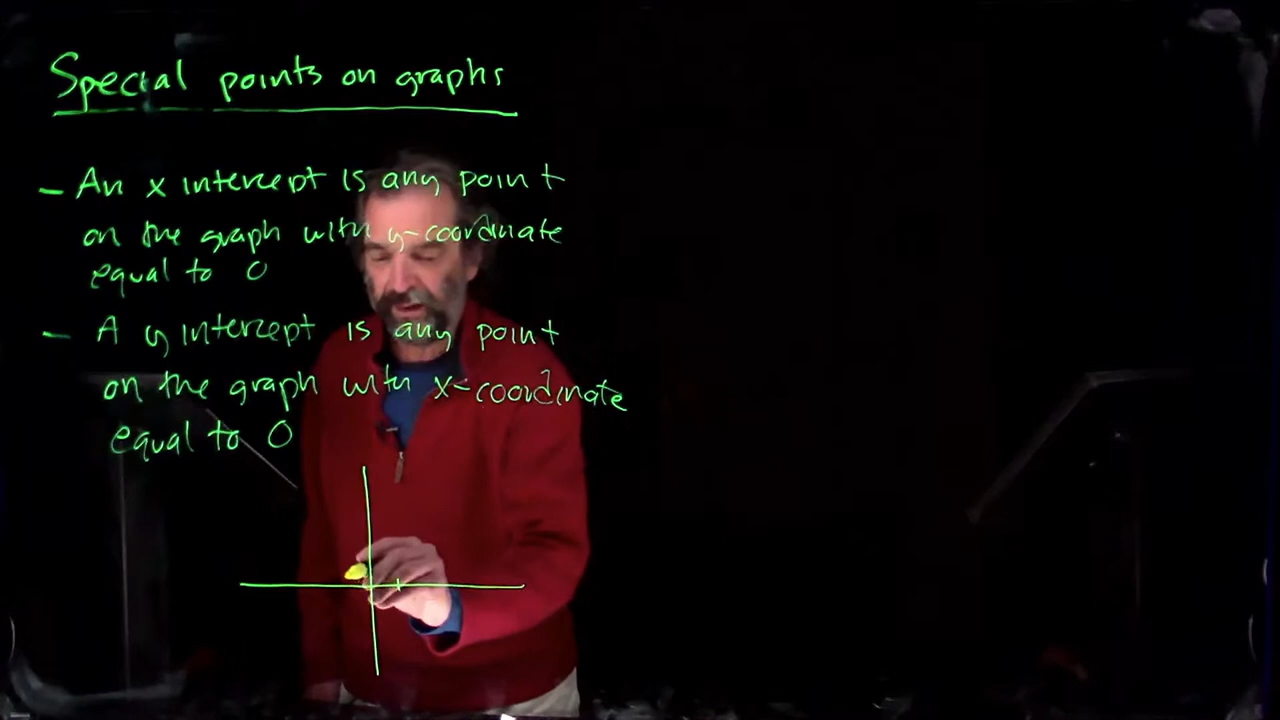 Special points on graphs
- An x intercept is any point
on the graph with y-coordinate
equal to 0
- A y intercept is any point
on the graph with x-coordinate
equal to 0